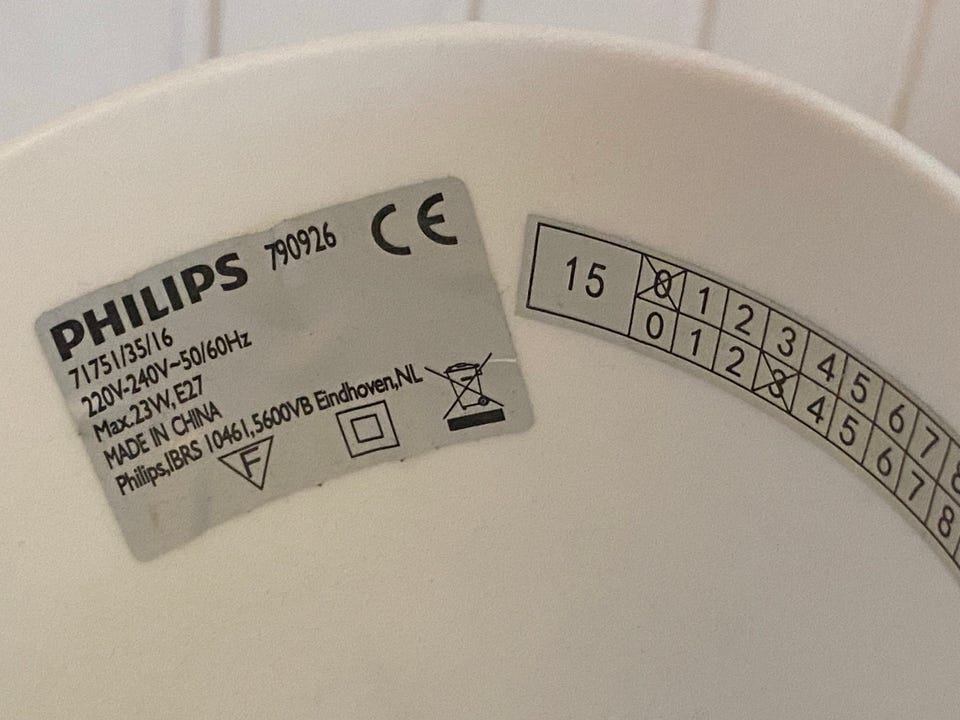 PHILIPS 790926 CE
71751/35/16
220V-240V~50/60Hz
Max.23W, E27
MADE IN CHINA
Philips,IBRS 10461,5600VB Eindhoven,NL
F
15
0 1 2 3 4 5 6 7 8
0 1 2 3 4 5 6 7 8